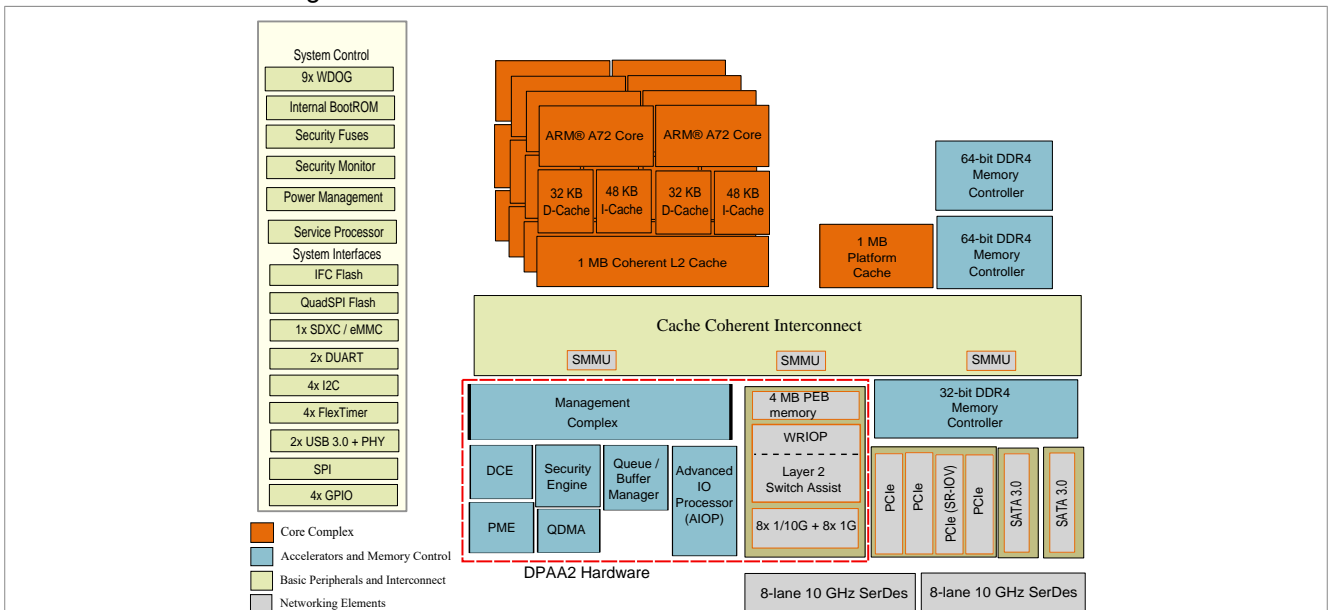 System Control
9x WDOG
Internal BootROM
Security Fuses
Security Monitor
Power Management
Service Processor
System Interfaces
IFC Flash
QuadSPI Flash
1x SDXC / eMMC
2x DUART
4x I2C
4x FlexTimer
2x USB 3.0 + PHY
SPI
4x GPIO
Core Complex
Accelerators and Memory Control
Basic Peripherals and Interconnect
Networking Elements
ARM® A72 Core
ARM® A72 Core
32 KB
D-Cache
48 KB
I-Cache
32 KB
D-Cache
48 KB
I-Cache
1 MB Coherent L2 Cache
1 MB
Platform
Cache
64-bit DDR4
Memory
Controller
64-bit DDR4
Memory
Controller
Cache Coherent Interconnect
SMMU
SMMU
SMMU
Management
Complex
DCE
Security
Engine
Queue /
Buffer
Manager
Advanced
IO
Processor
(AIOP)
PME
QDMA
4 MB PEB
memory
WRIOP
Layer 2
Switch Assist
8x 1/10G + 8x 1G
32-bit DDR4
Memory
Controller
PCIe
PCIe
PCIe (SR-IOV)
PCIe
SATA 3.0
SATA 3.0
DPAA2 Hardware
8-lane 10 GHz SerDes
8-lane 10 GHz SerDes